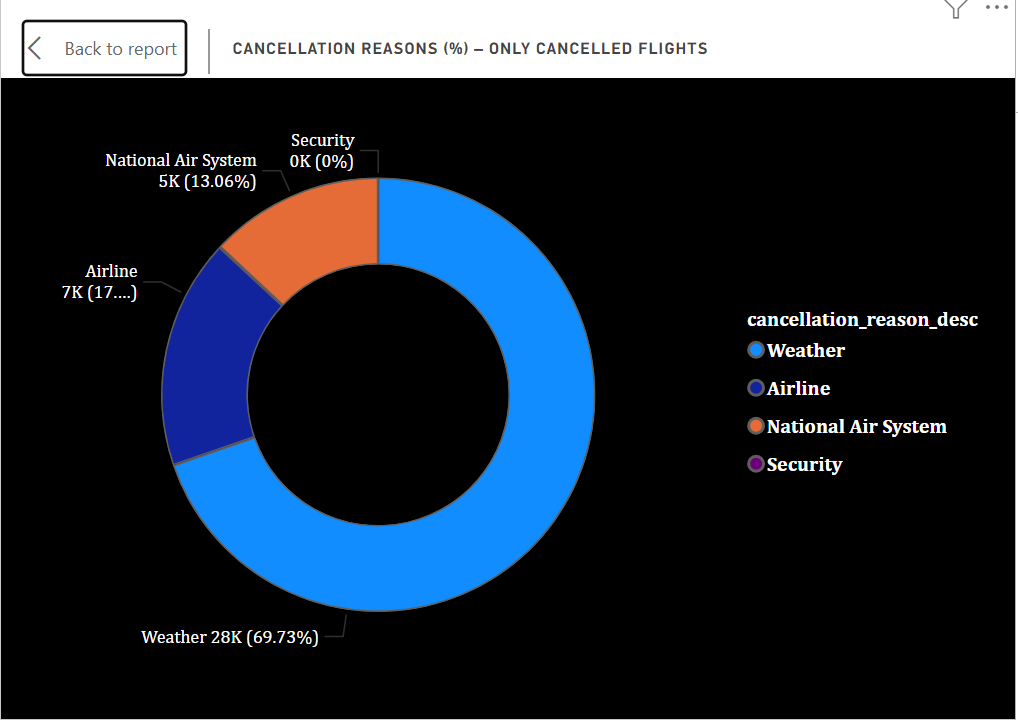 Back to report
CANCELLATION REASONS (%) – ONLY CANCELLED FLIGHTS
Security
0K (0%)
National Air System
5K (13.06%)
Airline
7K (17....)
Weather 28K (69.73%)
cancellation_reason_desc
Weather
Airline
National Air System
Security